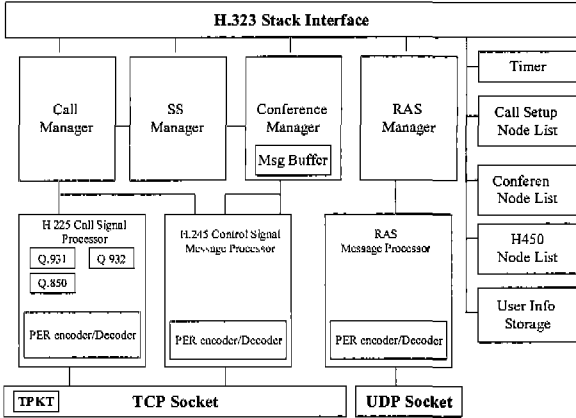 H.323 Stack Interface
Call
Manager
SS
Manager
Conference
Manager
Msg Buffer
RAS
Manager
Timer
Call Setup
Node List
Conferen
Node List
H450
Node List
User Info
Storage
H 225 Call Signal
Processor
Q.931
Q 932
Q.850
PER encoder/Decoder
H.245 Control Signal
Message Processor
PER encoder/Decoder
RAS
Message Processor
PER encoder/Decoder
TPKT
TCP Socket
UDP Socket